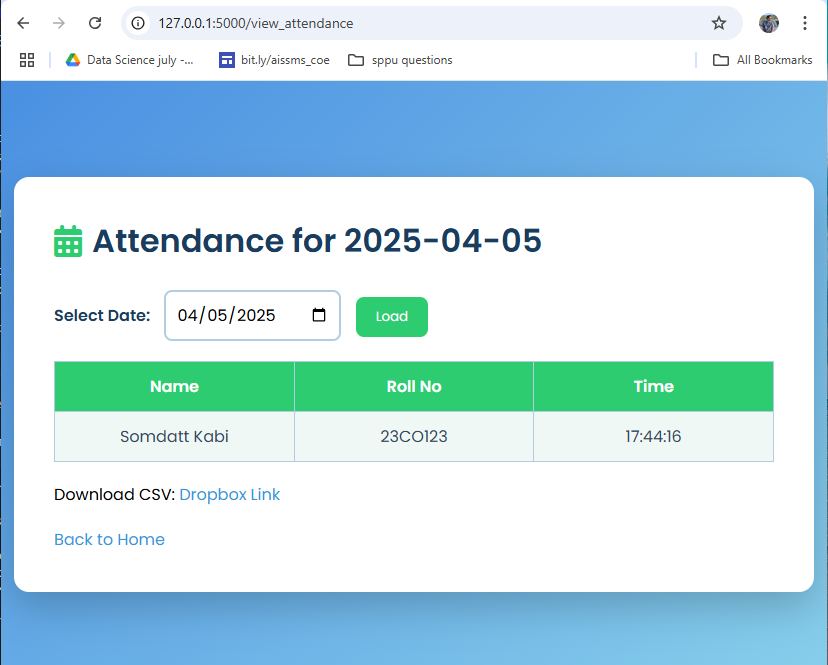 127.0.0.1:5000/view_attendance
Data Science july -... bit.ly/aissms_coe sppu questions All Bookmarks
Attendance for 2025-04-05
Select Date: 04/05/2025 Load
Name Roll No Time
Somdatt Kabi 23CO123 17:44:16
Download CSV: Dropbox Link
Back to Home